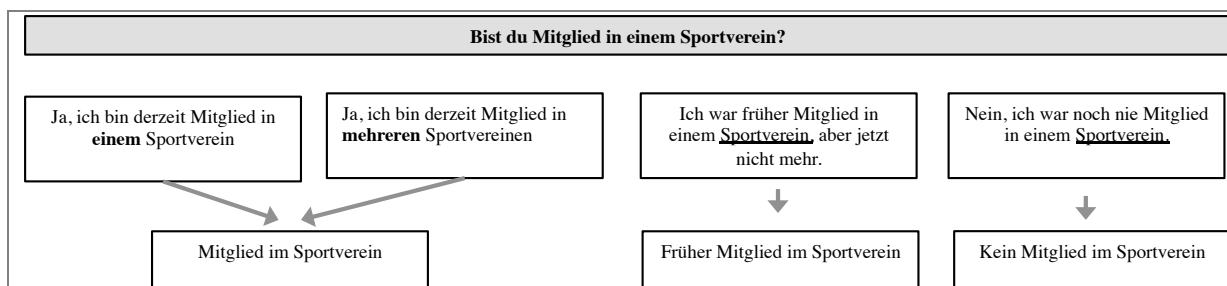 Bist du Mitglied in einem Sportverein?
Ja, ich bin derzeit Mitglied in
einem Sportverein
Ja, ich bin derzeit Mitglied in
mehreren Sportvereinen
Ich war früher Mitglied in
einem Sportverein, aber jetzt
nicht mehr.
Nein, ich war noch nie Mitglied
in einem Sportverein.
Mitglied im Sportverein
Früher Mitglied im Sportverein
Kein Mitglied im Sportverein